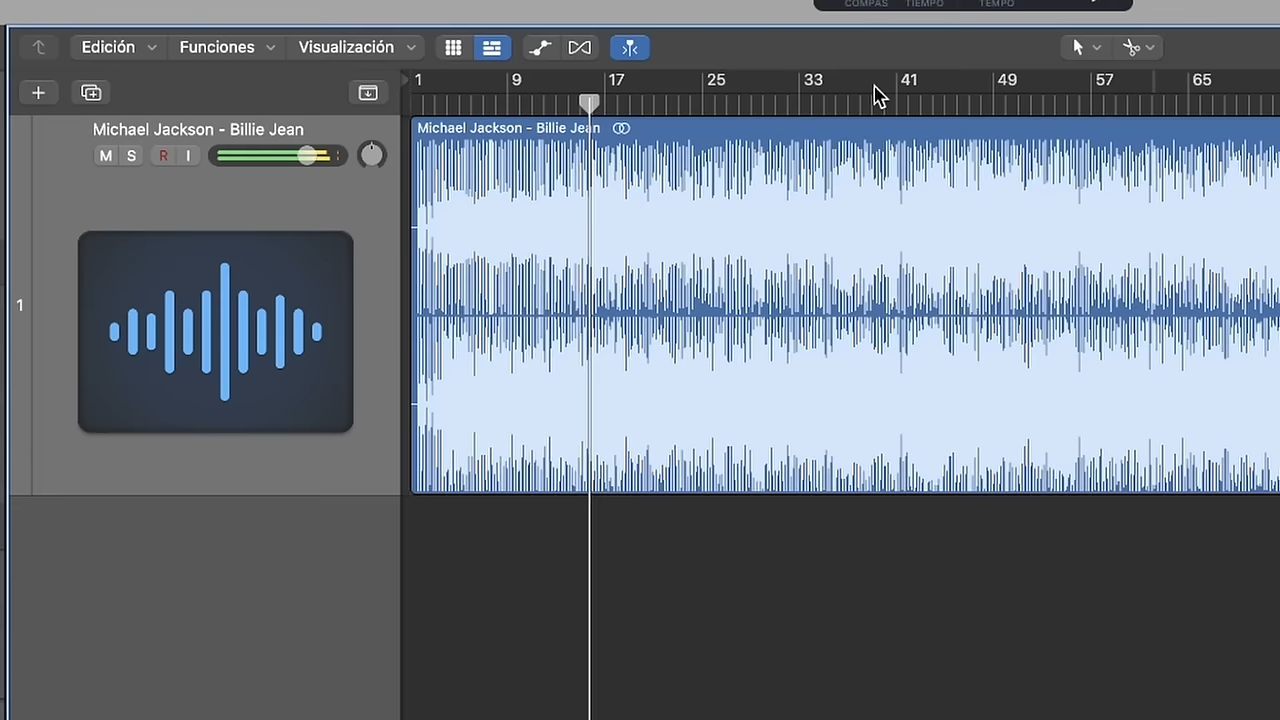 COMPAS TIEMPO TEMPO
Edición Funciones Visualización
1 9 17 25 33 41 49 57 65
Michael Jackson - Billie Jean
M S R I
Michael Jackson - Billie Jean
1